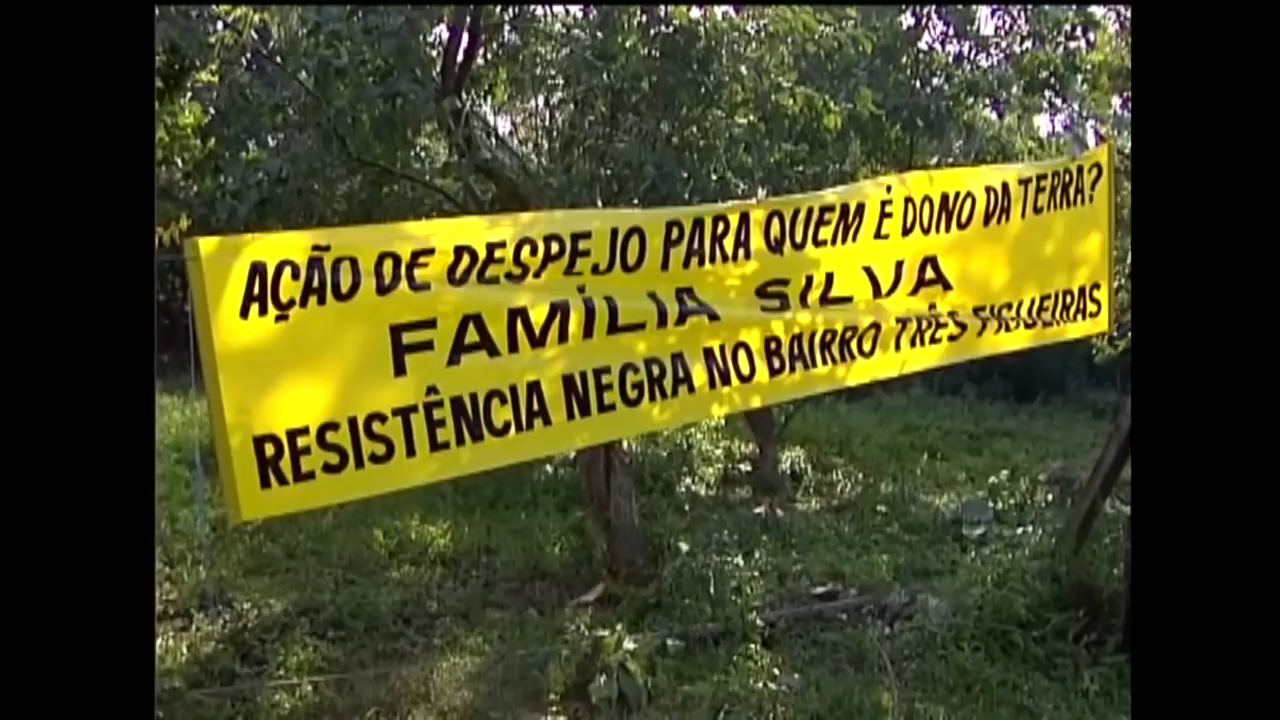 AÇÃO DE DESPEJO PARA QUEM É DONO DA TERRA?
FAMÍLIA SILVA
RESISTÊNCIA NEGRA NO BAIRRO TRÊS FIGUEIRAS